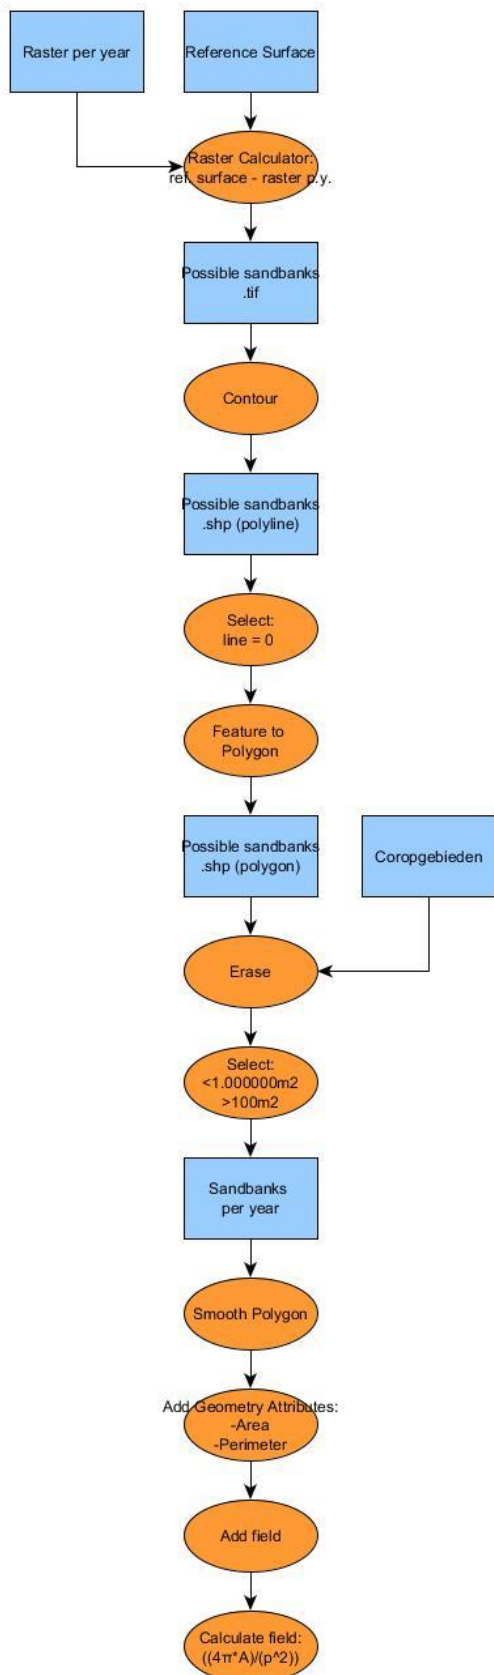 Raster per year
Reference Surface
Raster Calculator:
ref. surface - raster p.y.
Possible sandbanks
.tif
Contour
Possible sandbanks
.shp (polyline)
Select:
line = 0
Feature to
Polygon
Possible sandbanks
.shp (polygon)
Coropgebieden
Erase
Select:
<1.000000m2
>100m2
Sandbanks
per year
Smooth Polygon
Add Geometry Attributes:
-Area
-Perimeter
Add field
Calculate field:
((4π*A)/(p^2))